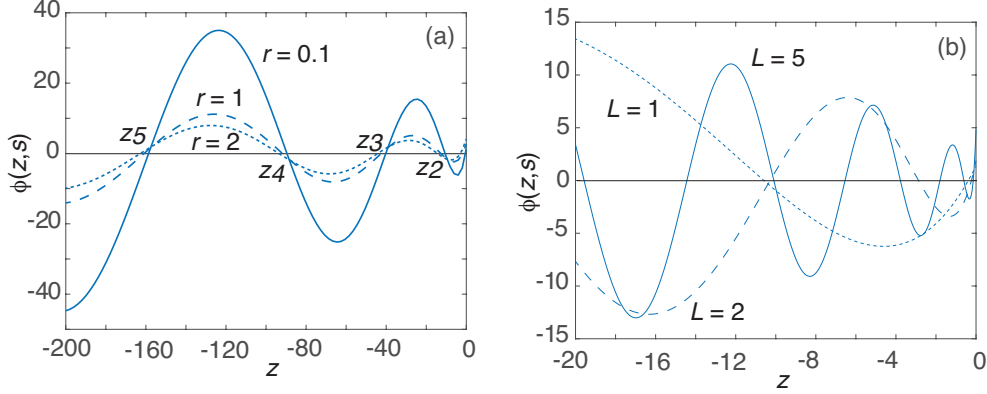 (a)
40
20
0
-20
-40
ϕ(z,s)
r = 0.1
r = 1
r = 2
z5
z4
z3
z2
-200
-160
-120
-80
-40
0
z
(b)
15
10
5
0
-5
-10
-15
ϕ(z,s)
L = 5
L = 1
L = 2
-20
-16
-12
-8
-4
0
z